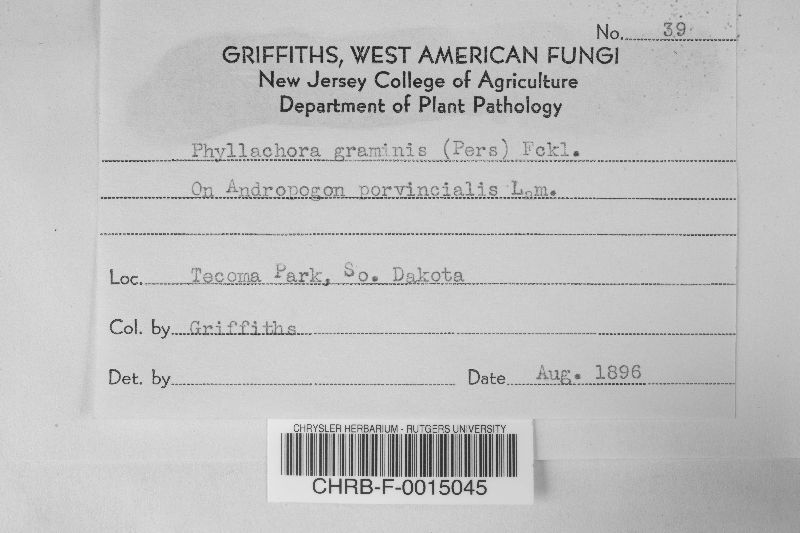 No. 39
GRIFFITHS, WEST AMERICAN FUNGI
New Jersey College of Agriculture
Department of Plant Pathology
Phyllachora graminis (Pers) Fckl.
On Andropogon porvincialis Lam.
Loc. Tecoma Park, So. Dakota
Col. by Griffiths
Det. by
Date Aug. 1896
CHRYSLER HERBARIUM - RUTGERS UNIVERSITY
CHRB-F-0015045